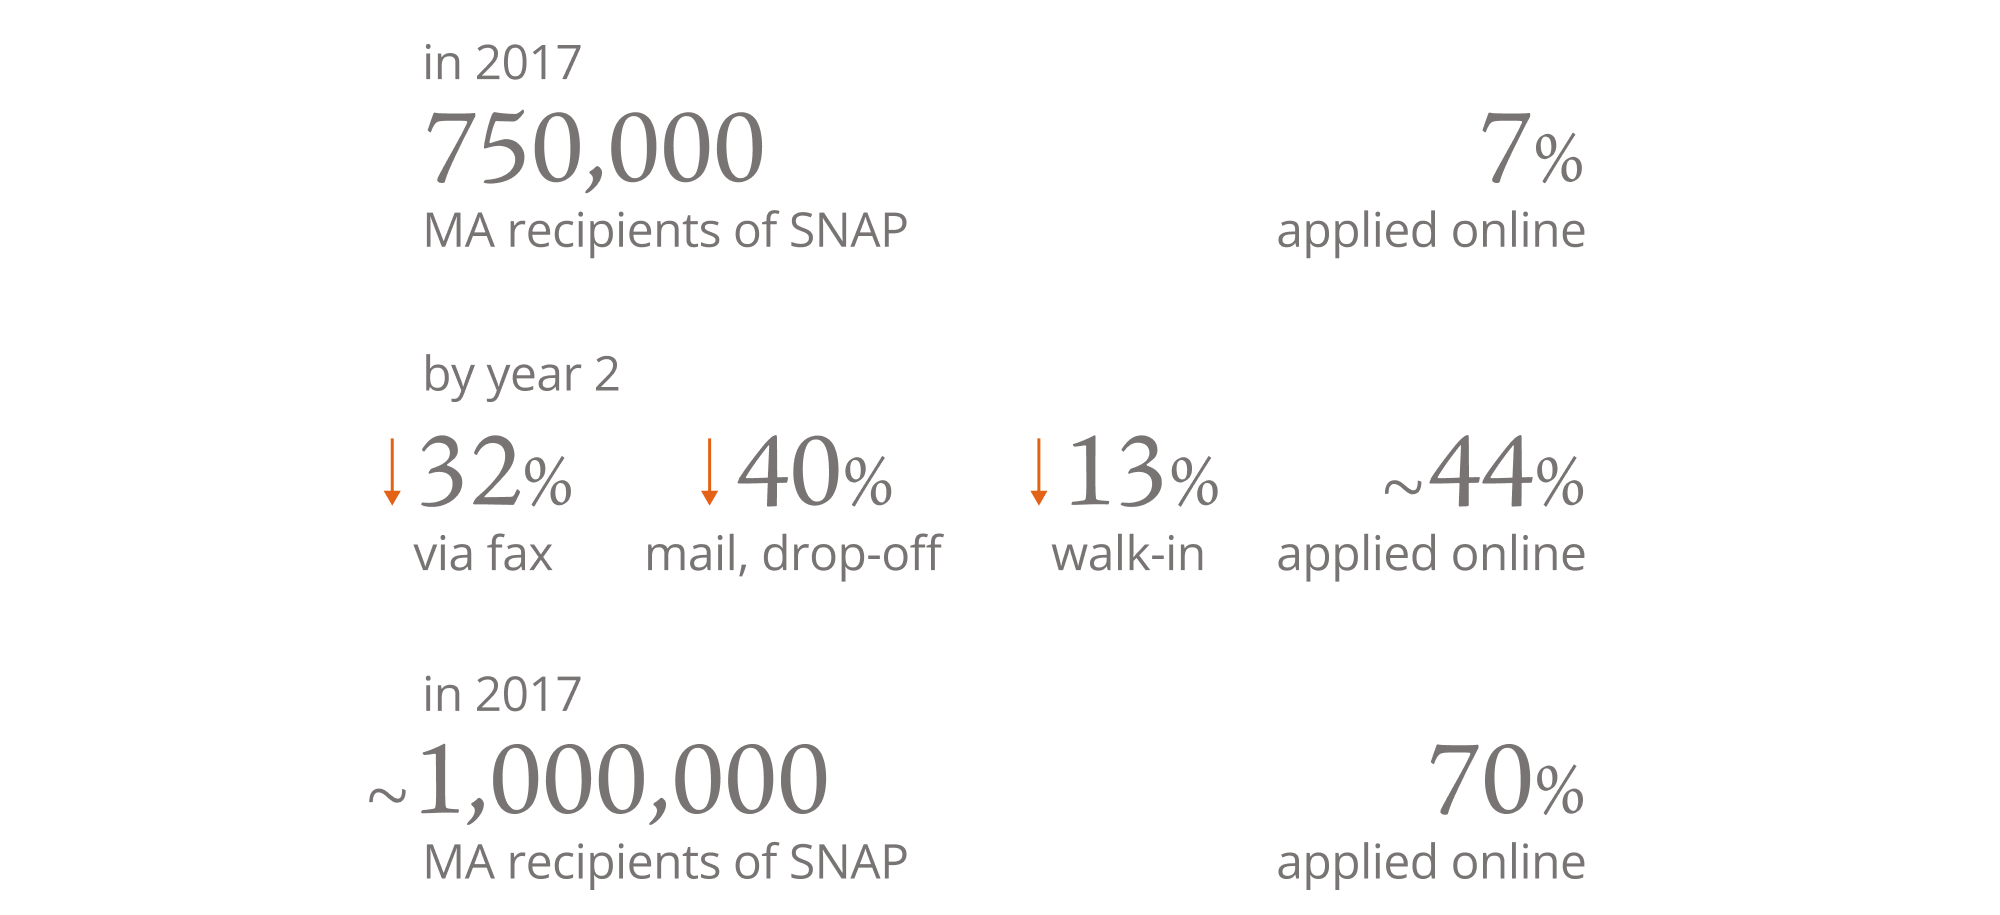 in 2017
750,000 7%
MA recipients of SNAP applied online
by year 2
↓32% ↓40% ↓13% ~44%
via fax mail, drop-off walk-in applied online
in 2017
~1,000,000 70%
MA recipients of SNAP applied online